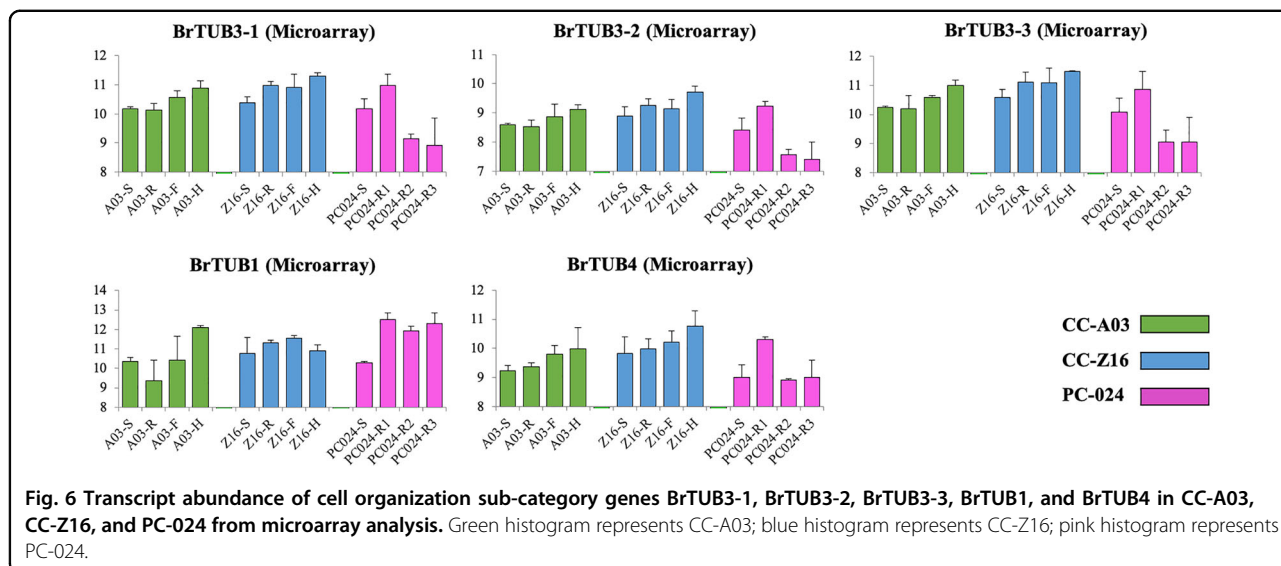 BrTUB3-1 (Microarray)
12
11
10
9
8
A03-S
A03-R
A03-F
A03-H
Z16-S
Z16-R
Z16-F
Z16-H
PC024-S
PC024-R1
PC024-R2
PC024-R3
BrTUB3-2 (Microarray)
11
10
9
8
7
A03-S
A03-R
A03-F
A03-H
Z16-S
Z16-R
Z16-F
Z16-H
PC024-S
PC024-R1
PC024-R2
PC024-R3
BrTUB3-3 (Microarray)
12
11
10
9
8
A03-S
A03-R
A03-F
A03-H
Z16-S
Z16-R
Z16-F
Z16-H
PC024-S
PC024-R1
PC024-R2
PC024-R3
BrTUB1 (Microarray)
14
13
12
11
10
9
8
A03-S
A03-R
A03-F
A03-H
Z16-S
Z16-R
Z16-F
Z16-H
PC024-S
PC024-R1
PC024-R2
PC024-R3
BrTUB4 (Microarray)
12
11
10
9
8
A03-S
A03-R
A03-F
A03-H
Z16-S
Z16-R
Z16-F
Z16-H
PC024-S
PC024-R1
PC024-R2
PC024-R3
CC-A03
CC-Z16
PC-024
Fig. 6 Transcript abundance of cell organization sub-category genes BrTUB3-1, BrTUB3-2, BrTUB3-3, BrTUB1, and BrTUB4 in CC-A03,
CC-Z16, and PC-024 from microarray analysis. Green histogram represents CC-A03; blue histogram represents CC-Z16; pink histogram represents
PC-024.